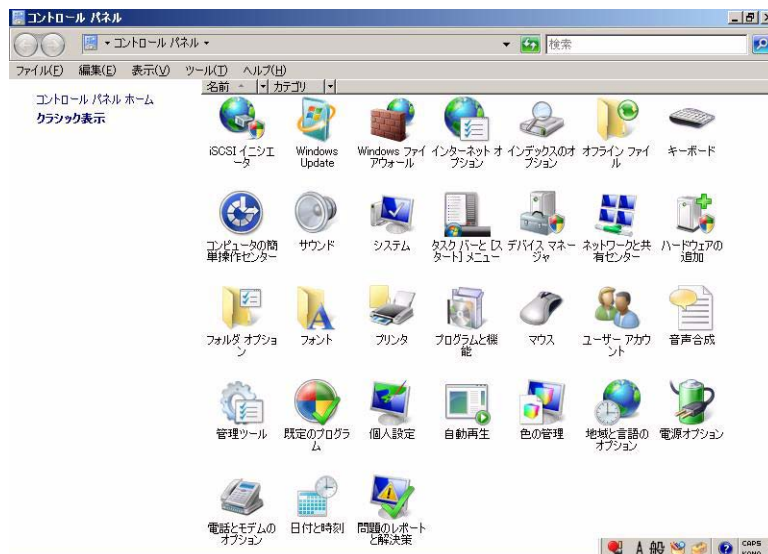 コントロール パネル
コントロール パネル
検索
ファイル(F) 編集(E) 表示(V) ツール(T) ヘルプ(H)
コントロール パネル ホーム
クラシック表示
名前 カテゴリ
iSCSI イニシエ
ータ
Windows
Update
Windows ファイ
アウォール
インターネット オ
プション
インデックスのオ
プション
オフライン ファイ
ル
キーボード
コンピュータの簡
単操作センター
サウンド
システム
タスク バーと [ス
タート] メニュー
デバイス マネー
ジャ
ネットワークと共
有センター
ハードウェアの
追加
フォルダ オプショ
ン
フォント
プリンタ
プログラムと機
能
マウス
ユーザー アカウ
ント
音声合成
管理ツール
既定のプログラ
ム
個人設定
自動再生
色の管理
地域と言語の
オプション
電源オプション
電話とモデムの
オプション
日付と時刻
問題のレポート
と解決策
A 般
CAPS
KANA